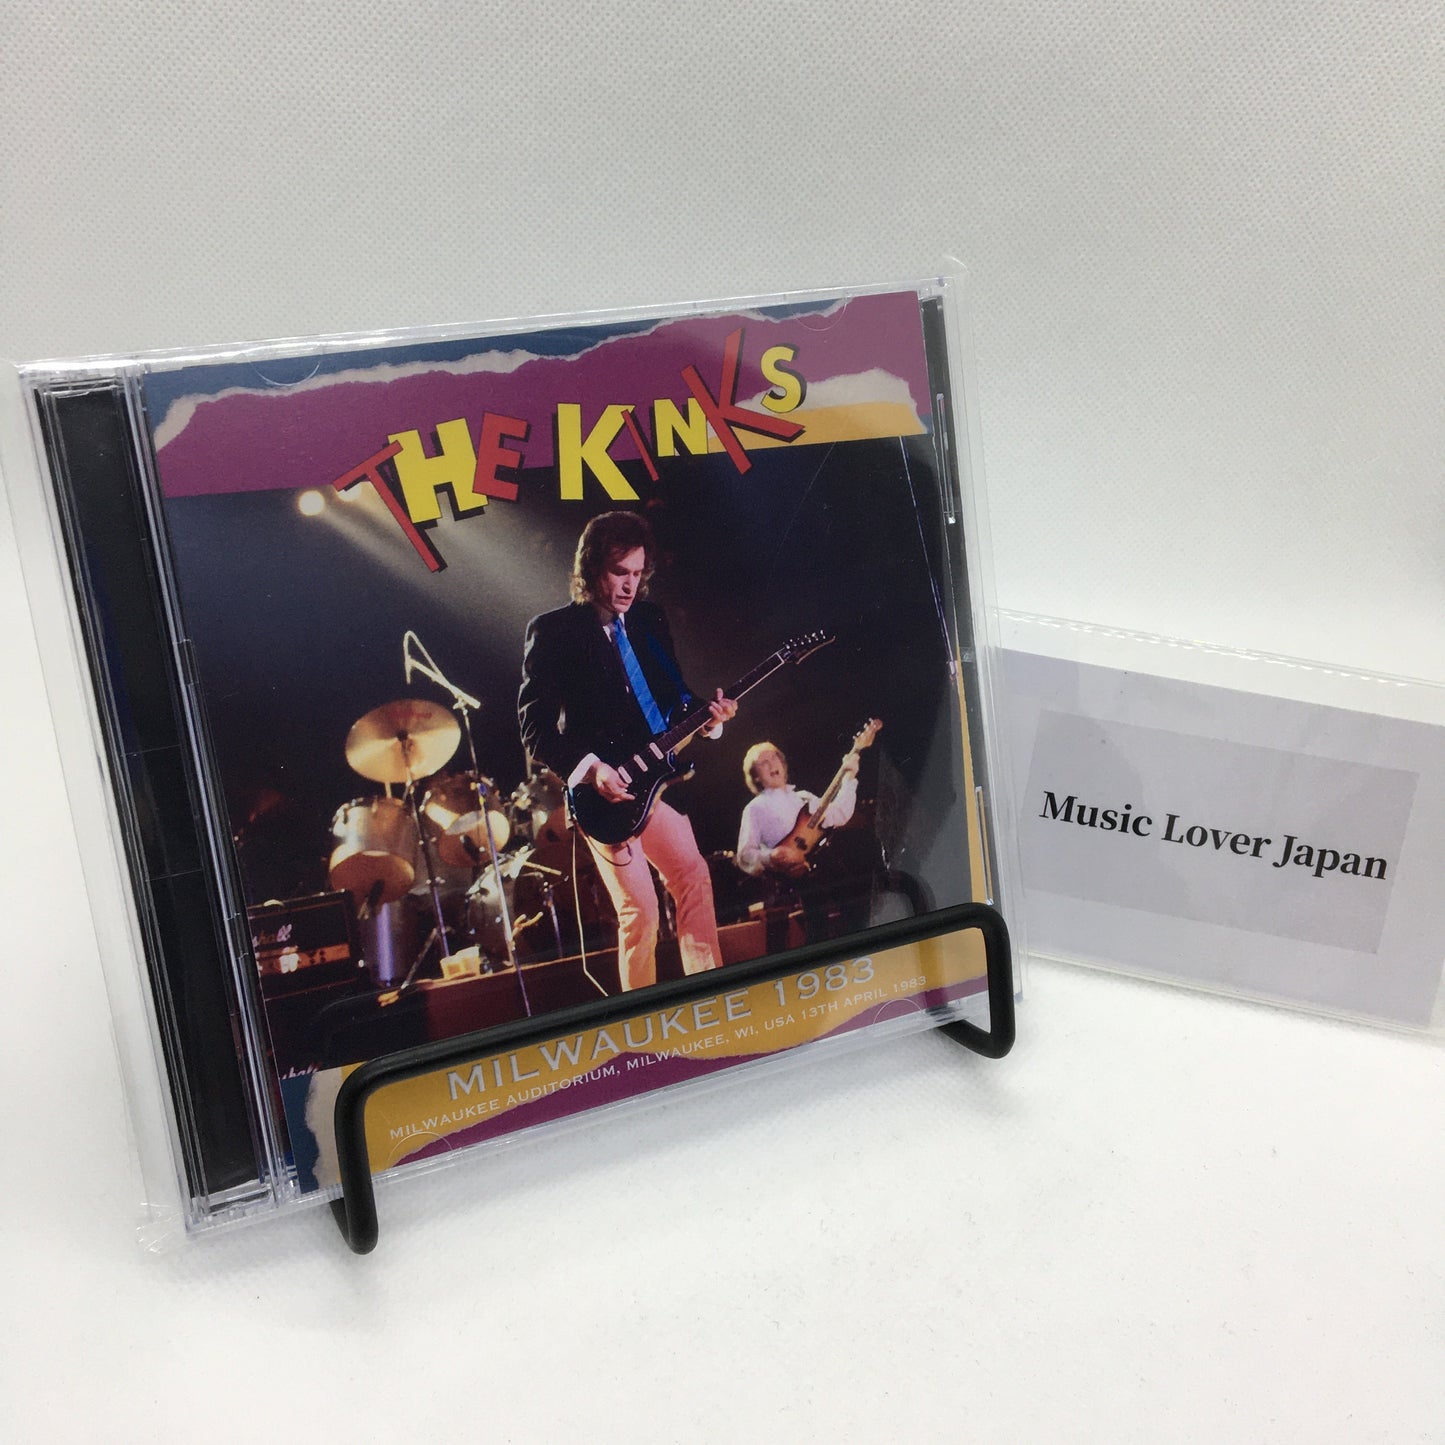 THE KINKS
MILWAUKEE 1983
MILWAUKEE AUDITORIUM, MILWAUKEE, WI, USA 13TH APRIL 1983
Music Lover Japan